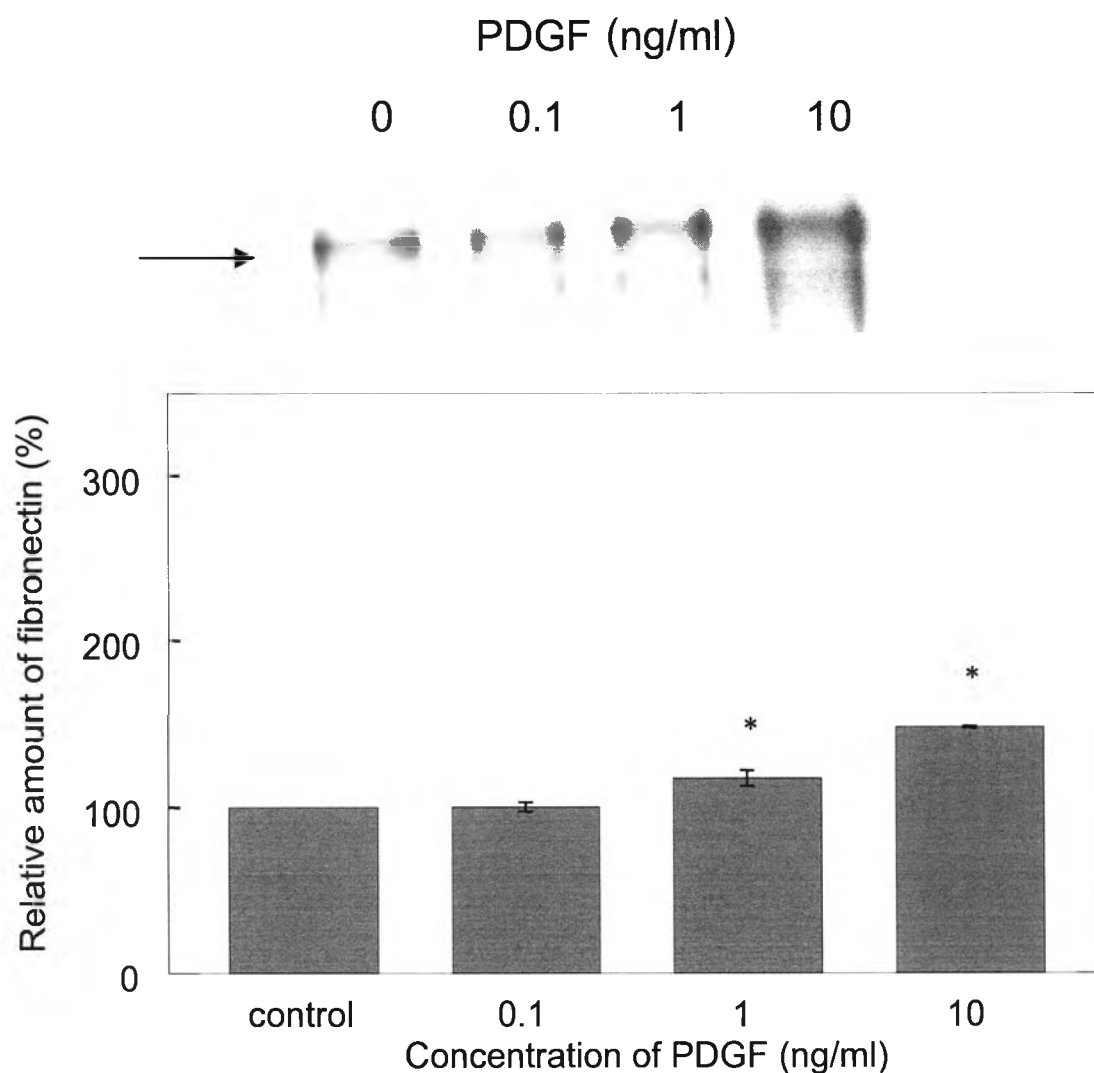 PDGF (ng/ml)
0 0.1 1 10
Relative amount of fibronectin (%)
300
200
100
0
*
*
control 0.1 1 10
Concentration of PDGF (ng/ml)